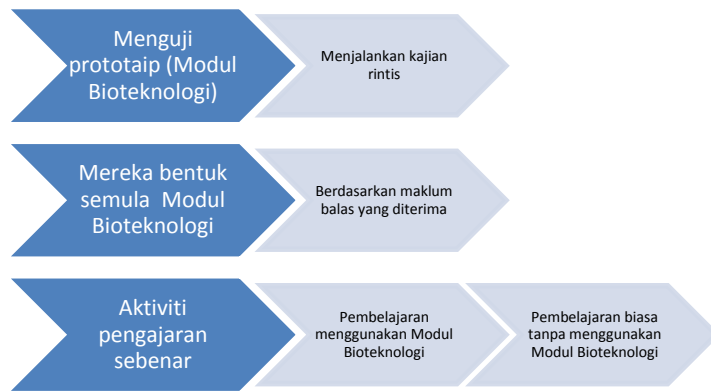 Menguji
prototaip (Modul
Bioteknologi)
Menjalankan kajian
rintis
Mereka bentuk
semula Modul
Bioteknologi
Berdasarkan maklum
balas yang diterima
Aktiviti
pengajaran
sebenar
Pembelajaran
menggunakan Modul
Bioteknologi
Pembelajaran biasa
tanpa menggunakan
Modul Bioteknologi